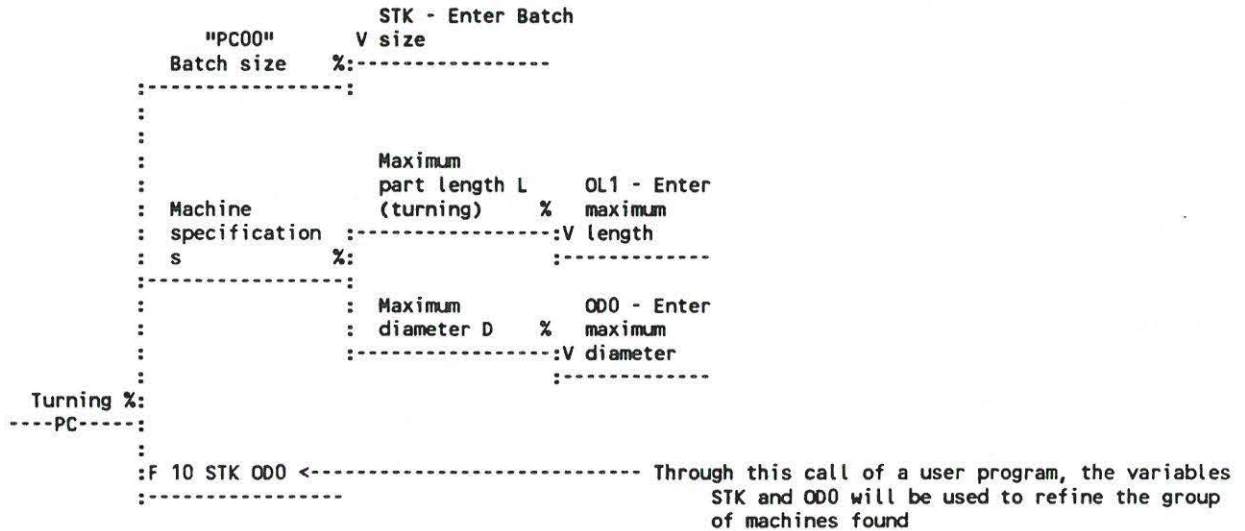 STK - Enter Batch
"PC00" V size
Batch size %:-----------------
:-----------------:
:
:
: Maximum
: part length L OL1 - Enter
: Machine (turning) % maximum
: specification :-----------------:V length
: s %: :-------------
:-----------------:
: : Maximum OD0 - Enter
: : diameter D % maximum
: :-----------------:V diameter
: :-------------
Turning %:
----PC-----:
:
:F 10 STK OD0 <---------------------------- Through this call of a user program, the variables
:----------------- STK and OD0 will be used to refine the group
of machines found